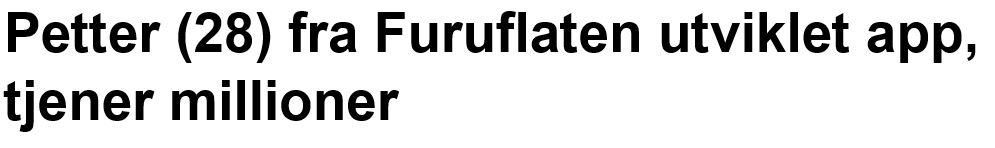 Petter (28) fra Furuflaten utviklet app,
tjener millioner